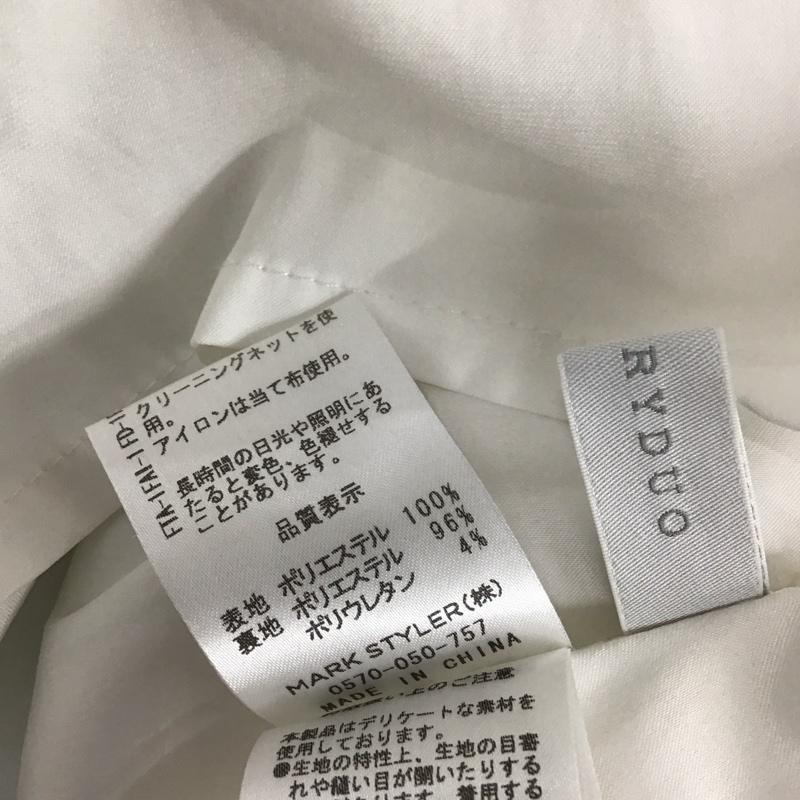 クリーニングネットを使
用。
アイロンは当て布使用。
長時間の日光や照明にあ
たると変色、色褪せする
ことがあります。
品質表示
表地 ポリエステル 100%
裏地 ポリエステル 96%
ポリウレタン 4%
MARK STYLER(株)
0570-050-757
MADE IN CHINA
上のご注意
本製品はデリケートな素材を
使用しております。
●生地の特性上、生地の目寄
れや縫い目が開いたりする
RYDUO